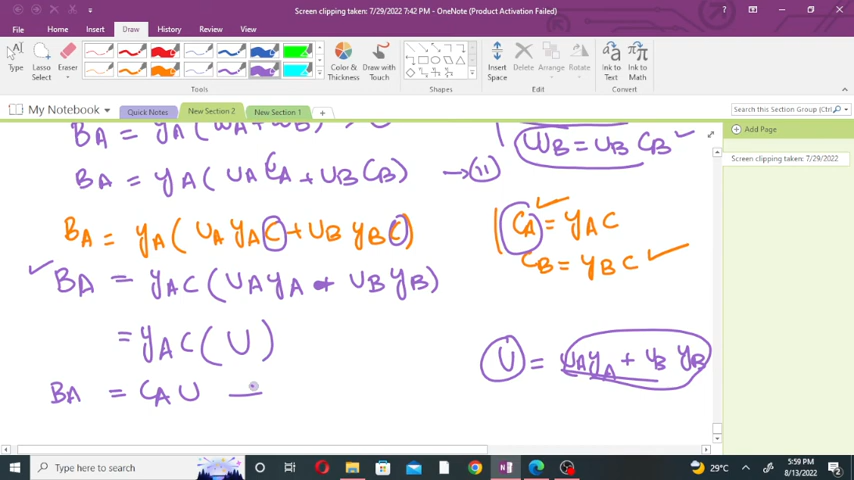 Screen clipping taken: 7/29/2022 7:42 PM - OneNote (Product Activation Failed)
File Home Insert Draw History Review View
Type Lasso Select Eraser Color & Thickness Draw with Touch Insert Space Delete Arrange Rotate Ink to Text Ink to Math
Tools Shapes Edit Convert
My Notebook Quick Notes New Section 2 New Section 1 + Search this Section Group (Ctrl
Add Page
Screen clipping taken: 7/29/2022
BA = yA (
WB = UB CB ✓
BA = yA ( UA CA + UB CB ) → (11)
BA = yA ( UA yA C + UB yB C )
CA = yA C ✓
CB = yB C ✓
✓ BA = yA C ( UA yA + UB yB )
= yA C ( U )
U = UA yA + UB yB
BA = CA U —
Type here to search
29°C
5:59 PM
8/13/2022
2